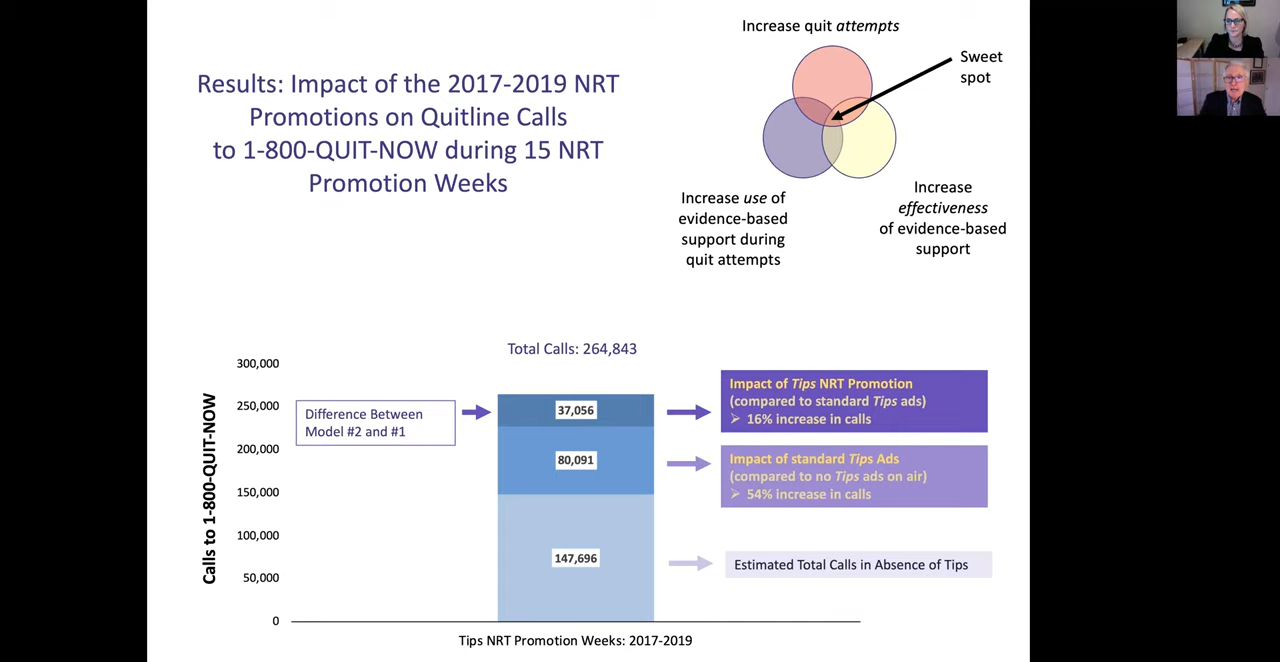 Increase quit attempts
Sweet
spot
Results: Impact of the 2017-2019 NRT
Promotions on Quitline Calls
to 1-800-QUIT-NOW during 15 NRT
Promotion Weeks
Increase use of
evidence-based
support during
quit attempts
Increase
effectiveness
of evidence-based
support
Total Calls: 264,843
Calls to 1-800-QUIT-NOW
300,000
250,000
200,000
150,000
100,000
50,000
0
Difference Between
Model #2 and #1
37,056
80,091
147,696
Impact of Tips NRT Promotion
(compared to standard Tips ads)
➢ 16% increase in calls
Impact of standard Tips Ads
(compared to no Tips ads on air)
➢ 54% increase in calls
Estimated Total Calls in Absence of Tips
Tips NRT Promotion Weeks: 2017-2019